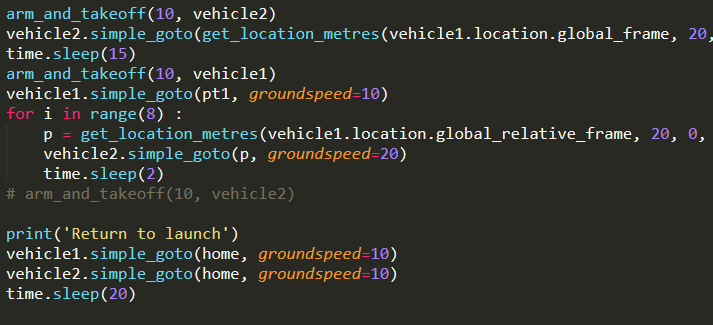 arm_and_takeoff(10, vehicle2)
vehicle2.simple_goto(get_location_metres(vehicle1.location.global_frame, 20,
time.sleep(15)
arm_and_takeoff(10, vehicle1)
vehicle1.simple_goto(pt1, groundspeed=10)
for i in range(8) :
    p = get_location_metres(vehicle1.location.global_relative_frame, 20, 0,
    vehicle2.simple_goto(p, groundspeed=20)
    time.sleep(2)
# arm_and_takeoff(10, vehicle2)

print('Return to launch')
vehicle1.simple_goto(home, groundspeed=10)
vehicle2.simple_goto(home, groundspeed=10)
time.sleep(20)